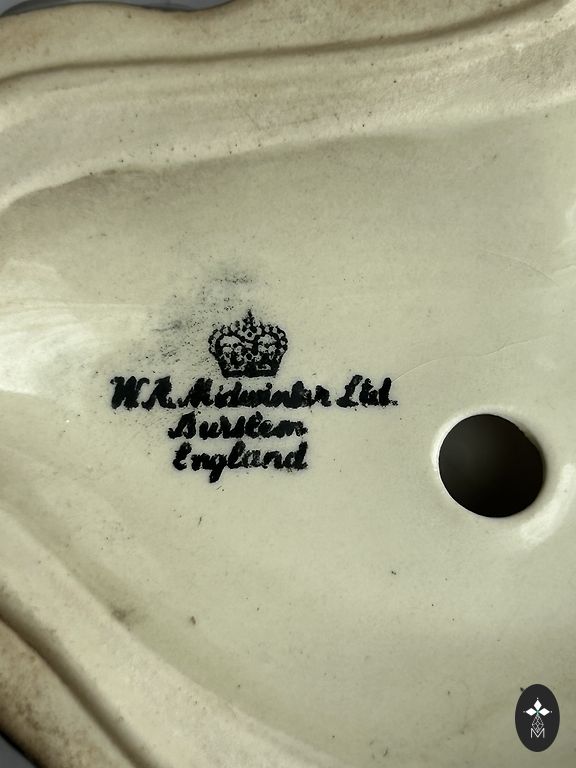 W.R. Midwinter Ltd.
Burslem
England
M